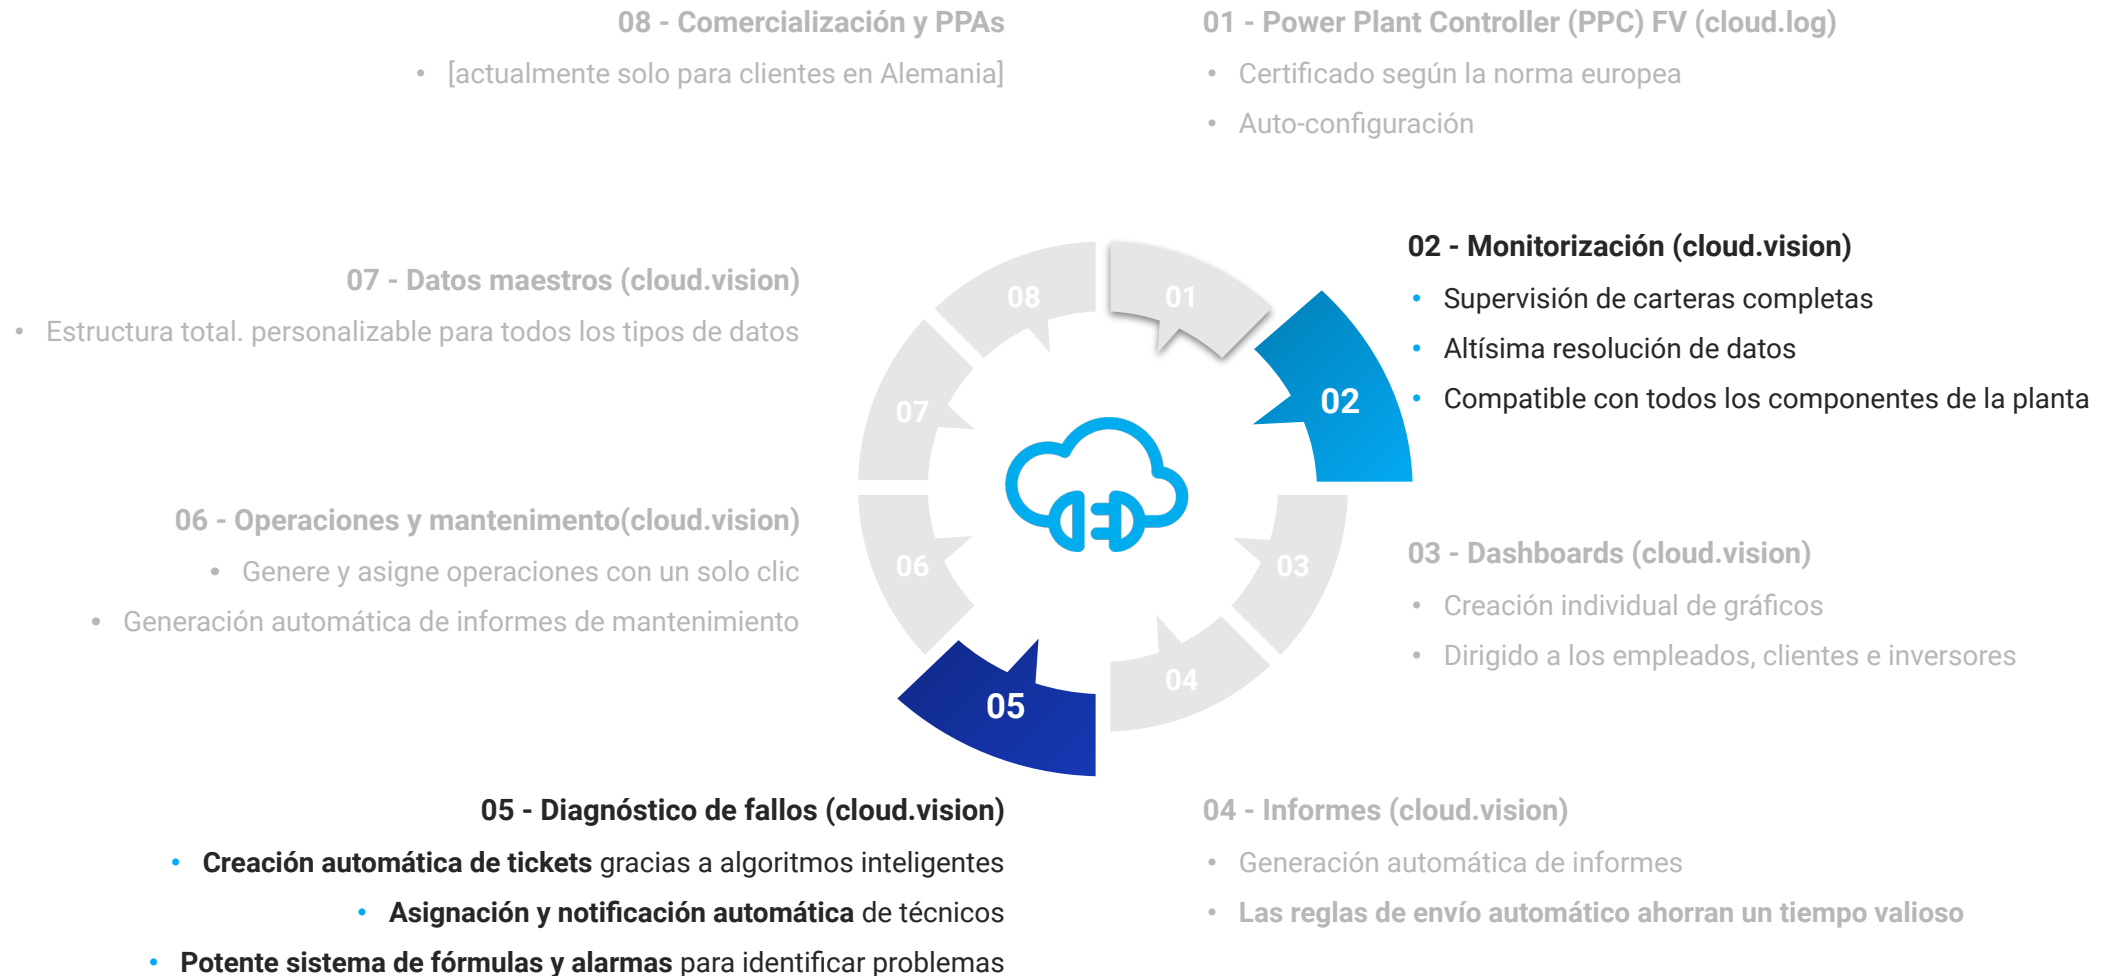 08 - Comercialización y PPAs
• [actualmente solo para clientes en Alemania]
01 - Power Plant Controller (PPC) FV (cloud.log)
• Certificado según la norma europea
• Auto-configuración
07 - Datos maestros (cloud.vision)
• Estructura total. personalizable para todos los tipos de datos
02 - Monitorización (cloud.vision)
• Supervisión de carteras completas
• Altísima resolución de datos
• Compatible con todos los componentes de la planta
08
01
07
02
06
03
05
04
06 - Operaciones y mantenimento(cloud.vision)
• Genere y asigne operaciones con un solo clic
• Generación automática de informes de mantenimiento
03 - Dashboards (cloud.vision)
• Creación individual de gráficos
• Dirigido a los empleados, clientes e inversores
05 - Diagnóstico de fallos (cloud.vision)
• Creación automática de tickets gracias a algoritmos inteligentes
• Asignación y notificación automática de técnicos
• Potente sistema de fórmulas y alarmas para identificar problemas
04 - Informes (cloud.vision)
• Generación automática de informes
• Las reglas de envío automático ahorran un tiempo valioso